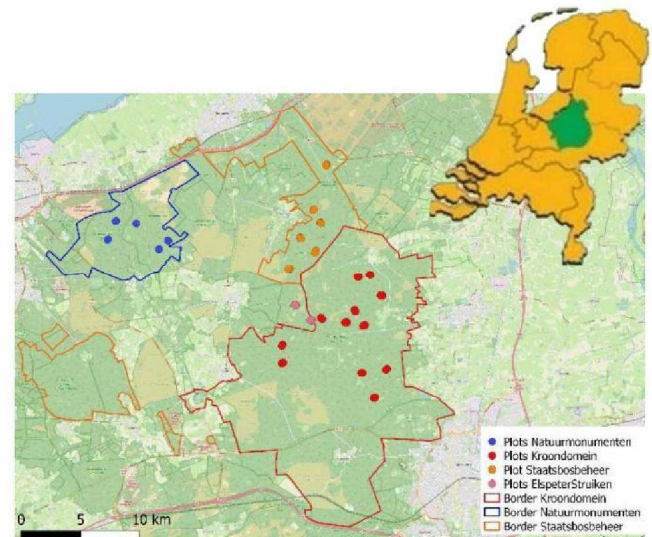 Plots Natuurmonumenten
Plots Kroondomein
Plot Staatsbosbeheer
Plots ElspeterStruiken
Border Kroondomein
Border Natuurmonumenten
Border Staatsbosbeheer
0 5 10 km